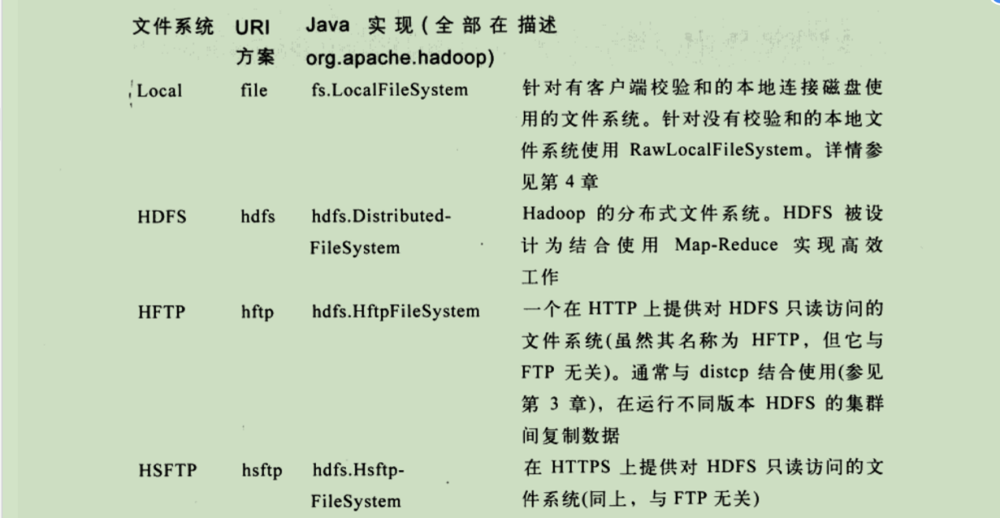 文件系统 URI Java 实现(全部在 描述
方案 org.apache.hadoop)
Local file fs.LocalFileSystem 针对有客户端校验和的本地连接磁盘使
用的文件系统。针对没有校验和的本地文
件系统使用 RawLocalFileSystem。详情参
见第 4 章
HDFS hdfs hdfs.Distributed- Hadoop 的分布式文件系统。HDFS 被设
FileSystem 计为结合使用 Map-Reduce 实现高效
工作
HFTP hftp hdfs.HftpFileSystem 一个在 HTTP 上提供对 HDFS 只读访问的
文件系统(虽然其名称为 HFTP，但它与
FTP 无关)。通常与 distcp 结合使用(参见
第 3 章)，在运行不同版本 HDFS 的集群
间复制数据
HSFTP hsftp hdfs.Hsftp- 在 HTTPS 上提供对 HDFS 只读访问的文
FileSystem 件系统(同上，与 FTP 无关)